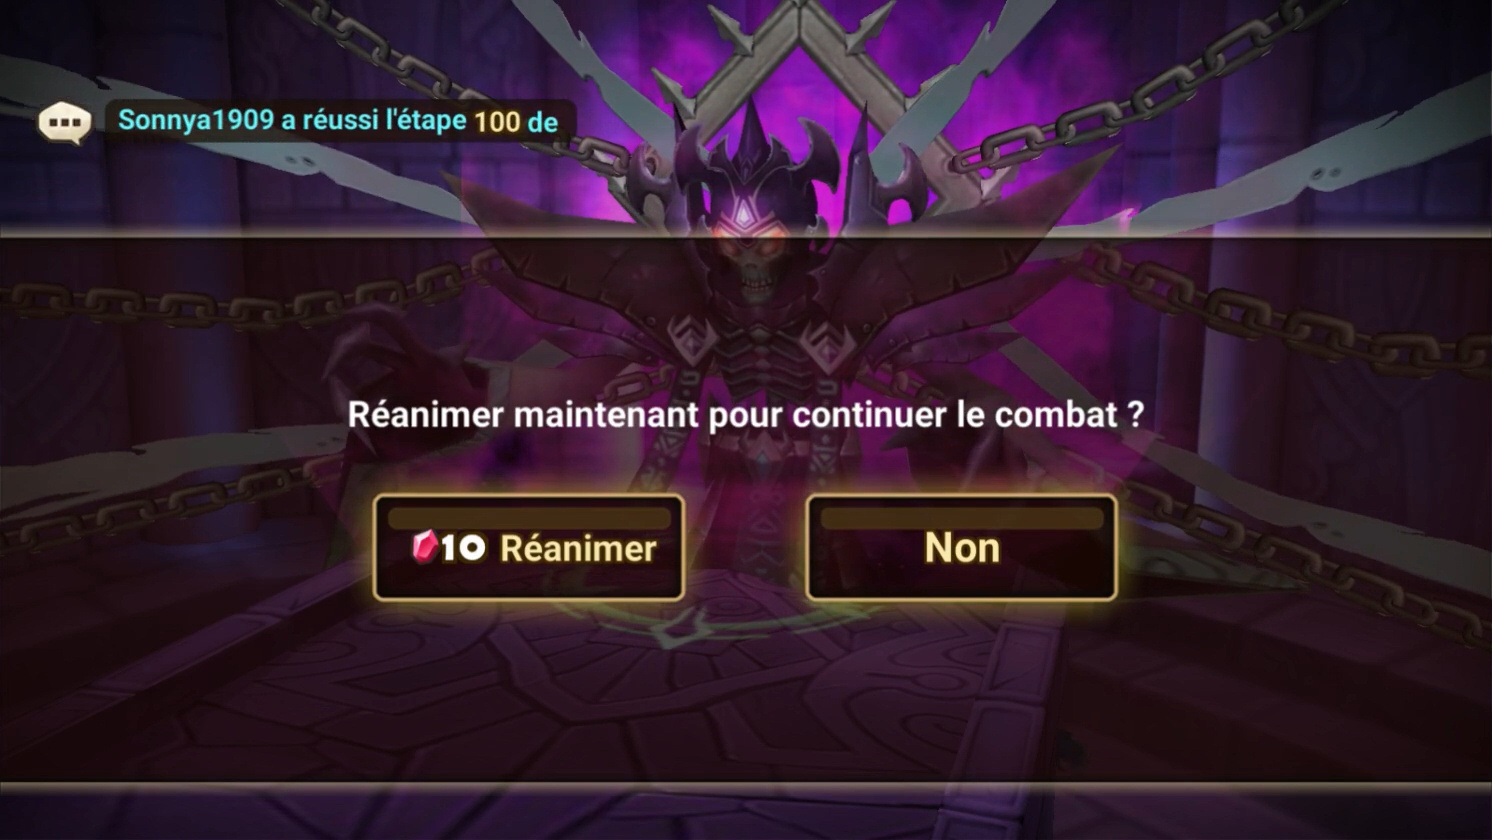 Sonnya1909 a réussi l'étape 100 de
Réanimer maintenant pour continuer le combat ?
10 Réanimer
Non